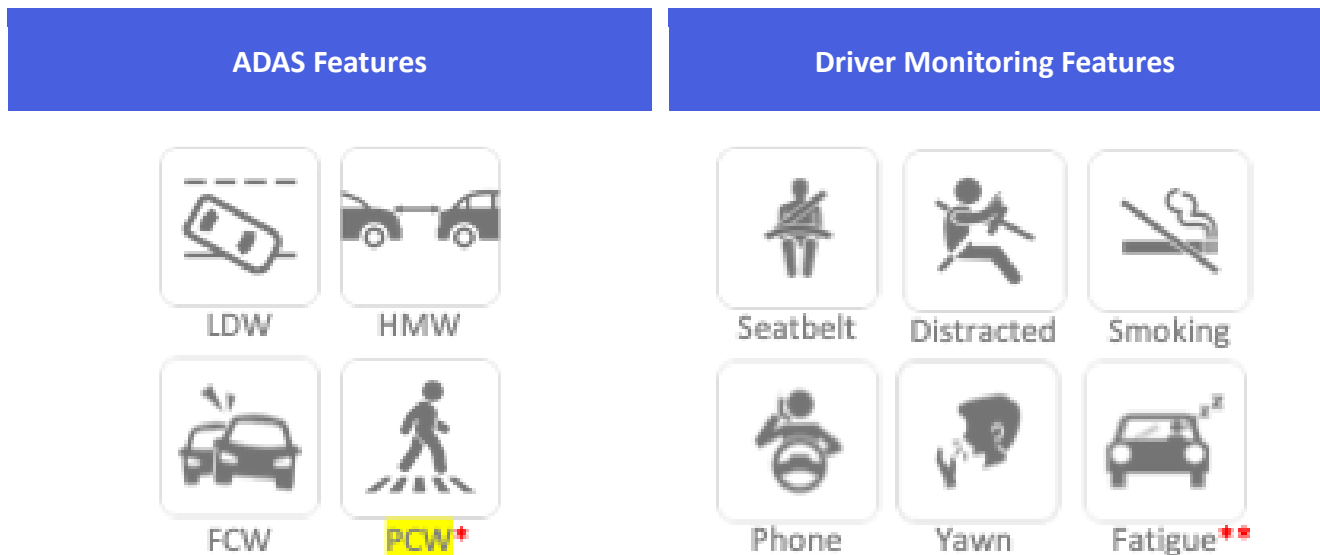 ADAS Features
Driver Monitoring Features
LDW
HMW
Seatbelt
Distracted
Smoking
FCW
PCW*
Phone
Yawn
z z
Fatigue**